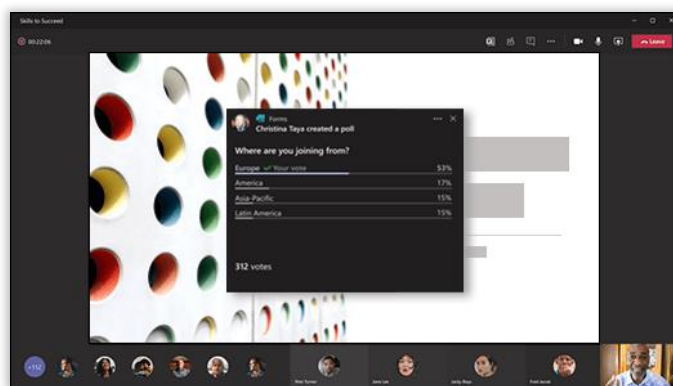 Skills to Succeed
00:22:06
Leave
Forms
Christina Taya created a poll
Where are you joining from?
Europe ✓ Your vote 53%
America 17%
Asia-Pacific 15%
Latin America 15%
312 votes
+112